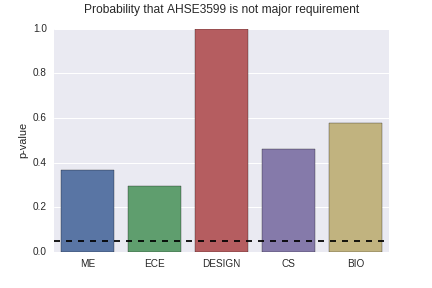 Probability that AHSE3599 is not major requirement
1.0
0.8
0.6
0.4
0.2
0.0
p-value
ME ECE DESIGN CS BIO